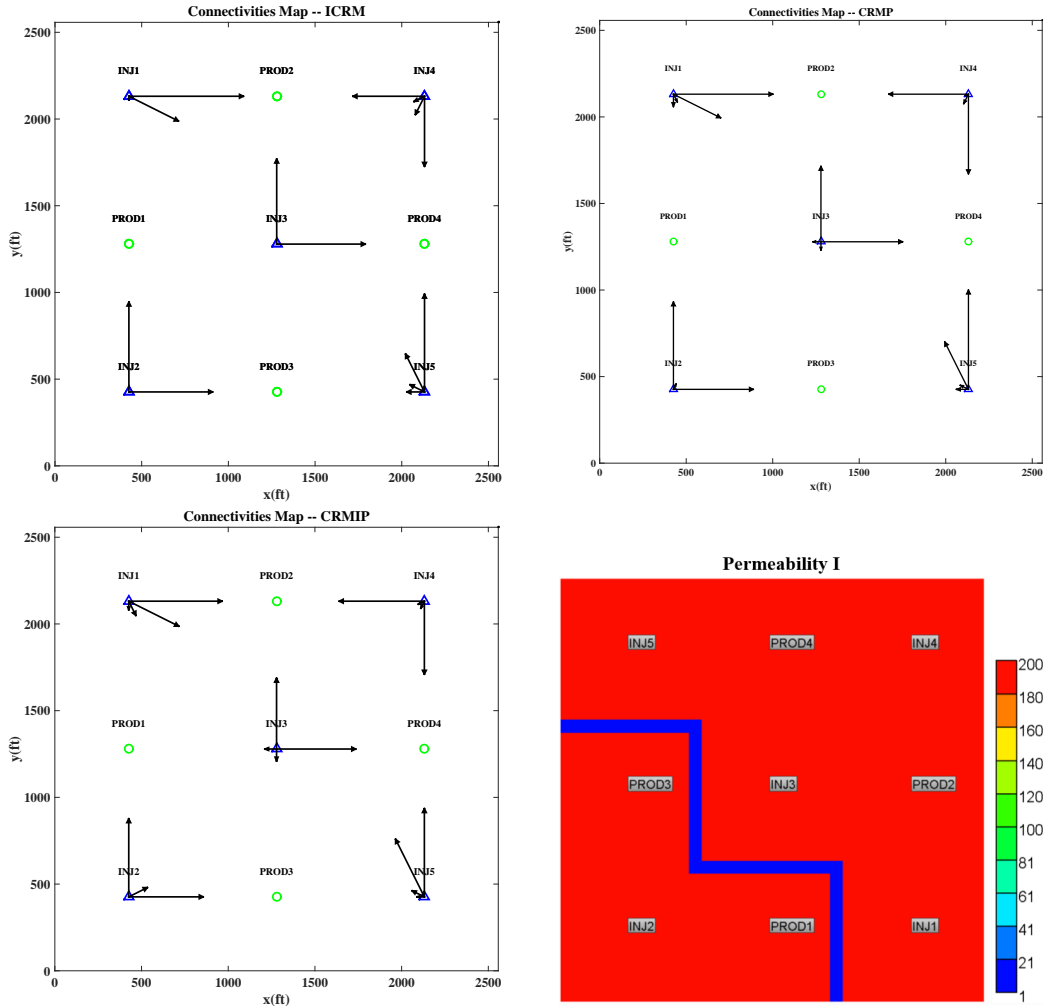 Connectivities Map -- ICRM
2500
2000
1500
1000
500
0
y(ft)
INJ1
PROD2
INJ4
PROD1
INJ3
PROD4
INJ2
PROD3
INJ5
0
500
1000
1500
2000
2500
x(ft)
Connectivities Map -- CRMP
2500
2000
1500
1000
500
0
y(ft)
INJ1
PROD2
INJ4
PROD1
INJ3
PROD4
INJ2
PROD3
INJ5
0
500
1000
1500
2000
2500
x(ft)
Connectivities Map -- CRMIP
2500
2000
1500
1000
500
0
y(ft)
INJ1
PROD2
INJ4
PROD1
INJ3
PROD4
INJ2
PROD3
INJ5
0
500
1000
1500
2000
2500
x(ft)
Permeability I
INJ5
PROD4
INJ4
PROD3
INJ3
PROD2
INJ2
PROD1
INJ1
200
180
160
140
120
100
81
61
41
21
1